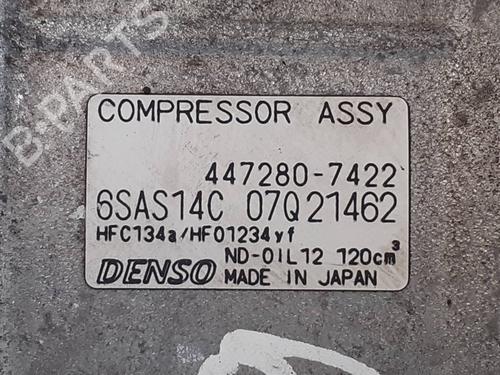 B-PARTS
COMPRESSOR ASSY
447280-7422
6SAS14C 07Q21462
HFC134a/HFO1234yf
ND-OIL12 120cm³
DENSO MADE IN JAPAN